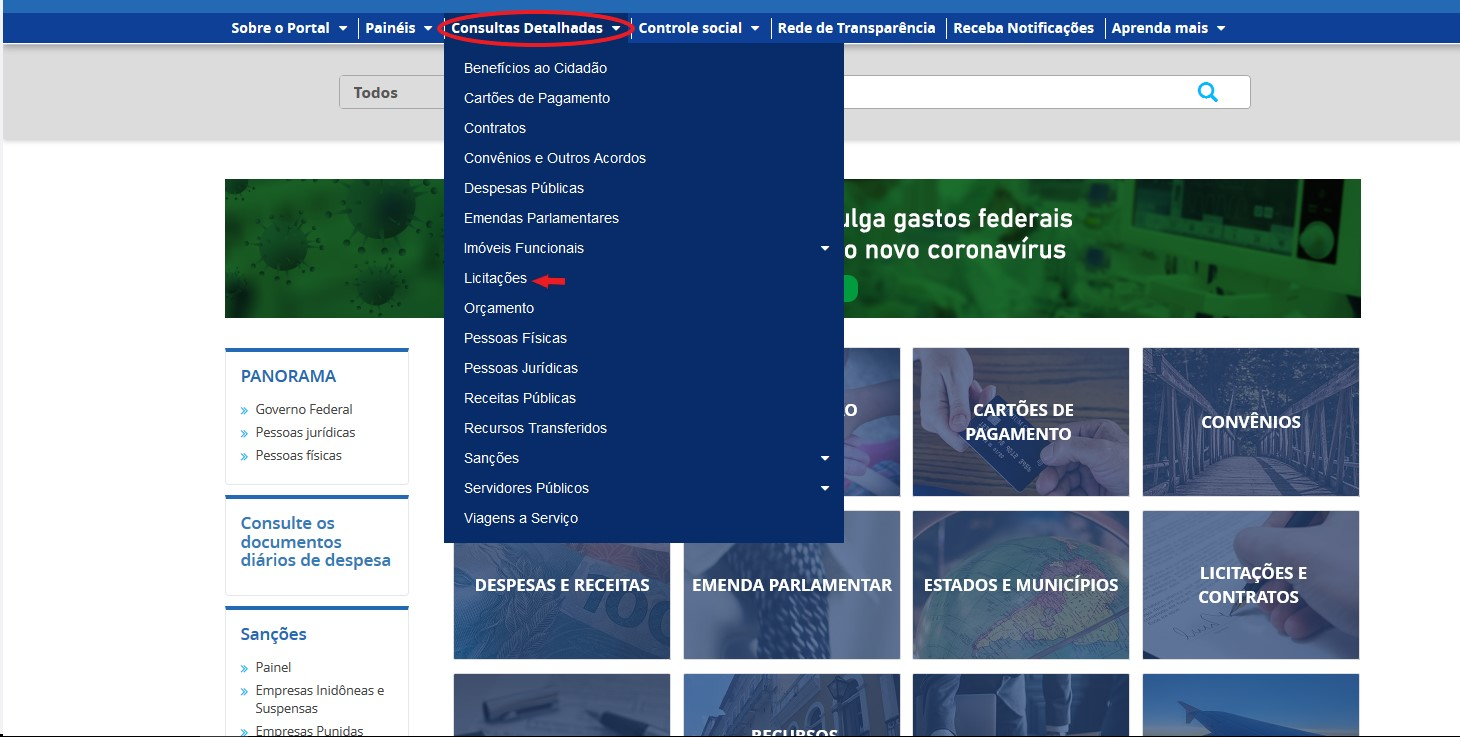 Sobre o Portal
Painéis
Consultas Detalhadas
Controle social
Rede de Transparência
Receba Notificações
Aprenda mais
Todos
Benefícios ao Cidadão
Cartões de Pagamento
Contratos
Convênios e Outros Acordos
Despesas Públicas
Emendas Parlamentares
Imóveis Funcionais
Licitações
Orçamento
Pessoas Físicas
Pessoas Jurídicas
Receitas Públicas
Recursos Transferidos
Sanções
Servidores Públicos
Viagens a Serviço
gastos federais
novo coronavírus
PANORAMA
Governo Federal
Pessoas jurídicas
Pessoas físicas
Consulte os
documentos
diários de despesa
Sanções
Painel
Empresas Inidôneas e
Suspensas
Empresas Punidas
CARTÕES DE
PAGAMENTO
CONVÊNIOS
DESPESAS E RECEITAS
EMENDA PARLAMENTAR
ESTADOS E MUNICÍPIOS
LICITAÇÕES E
CONTRATOS
RECURSOS